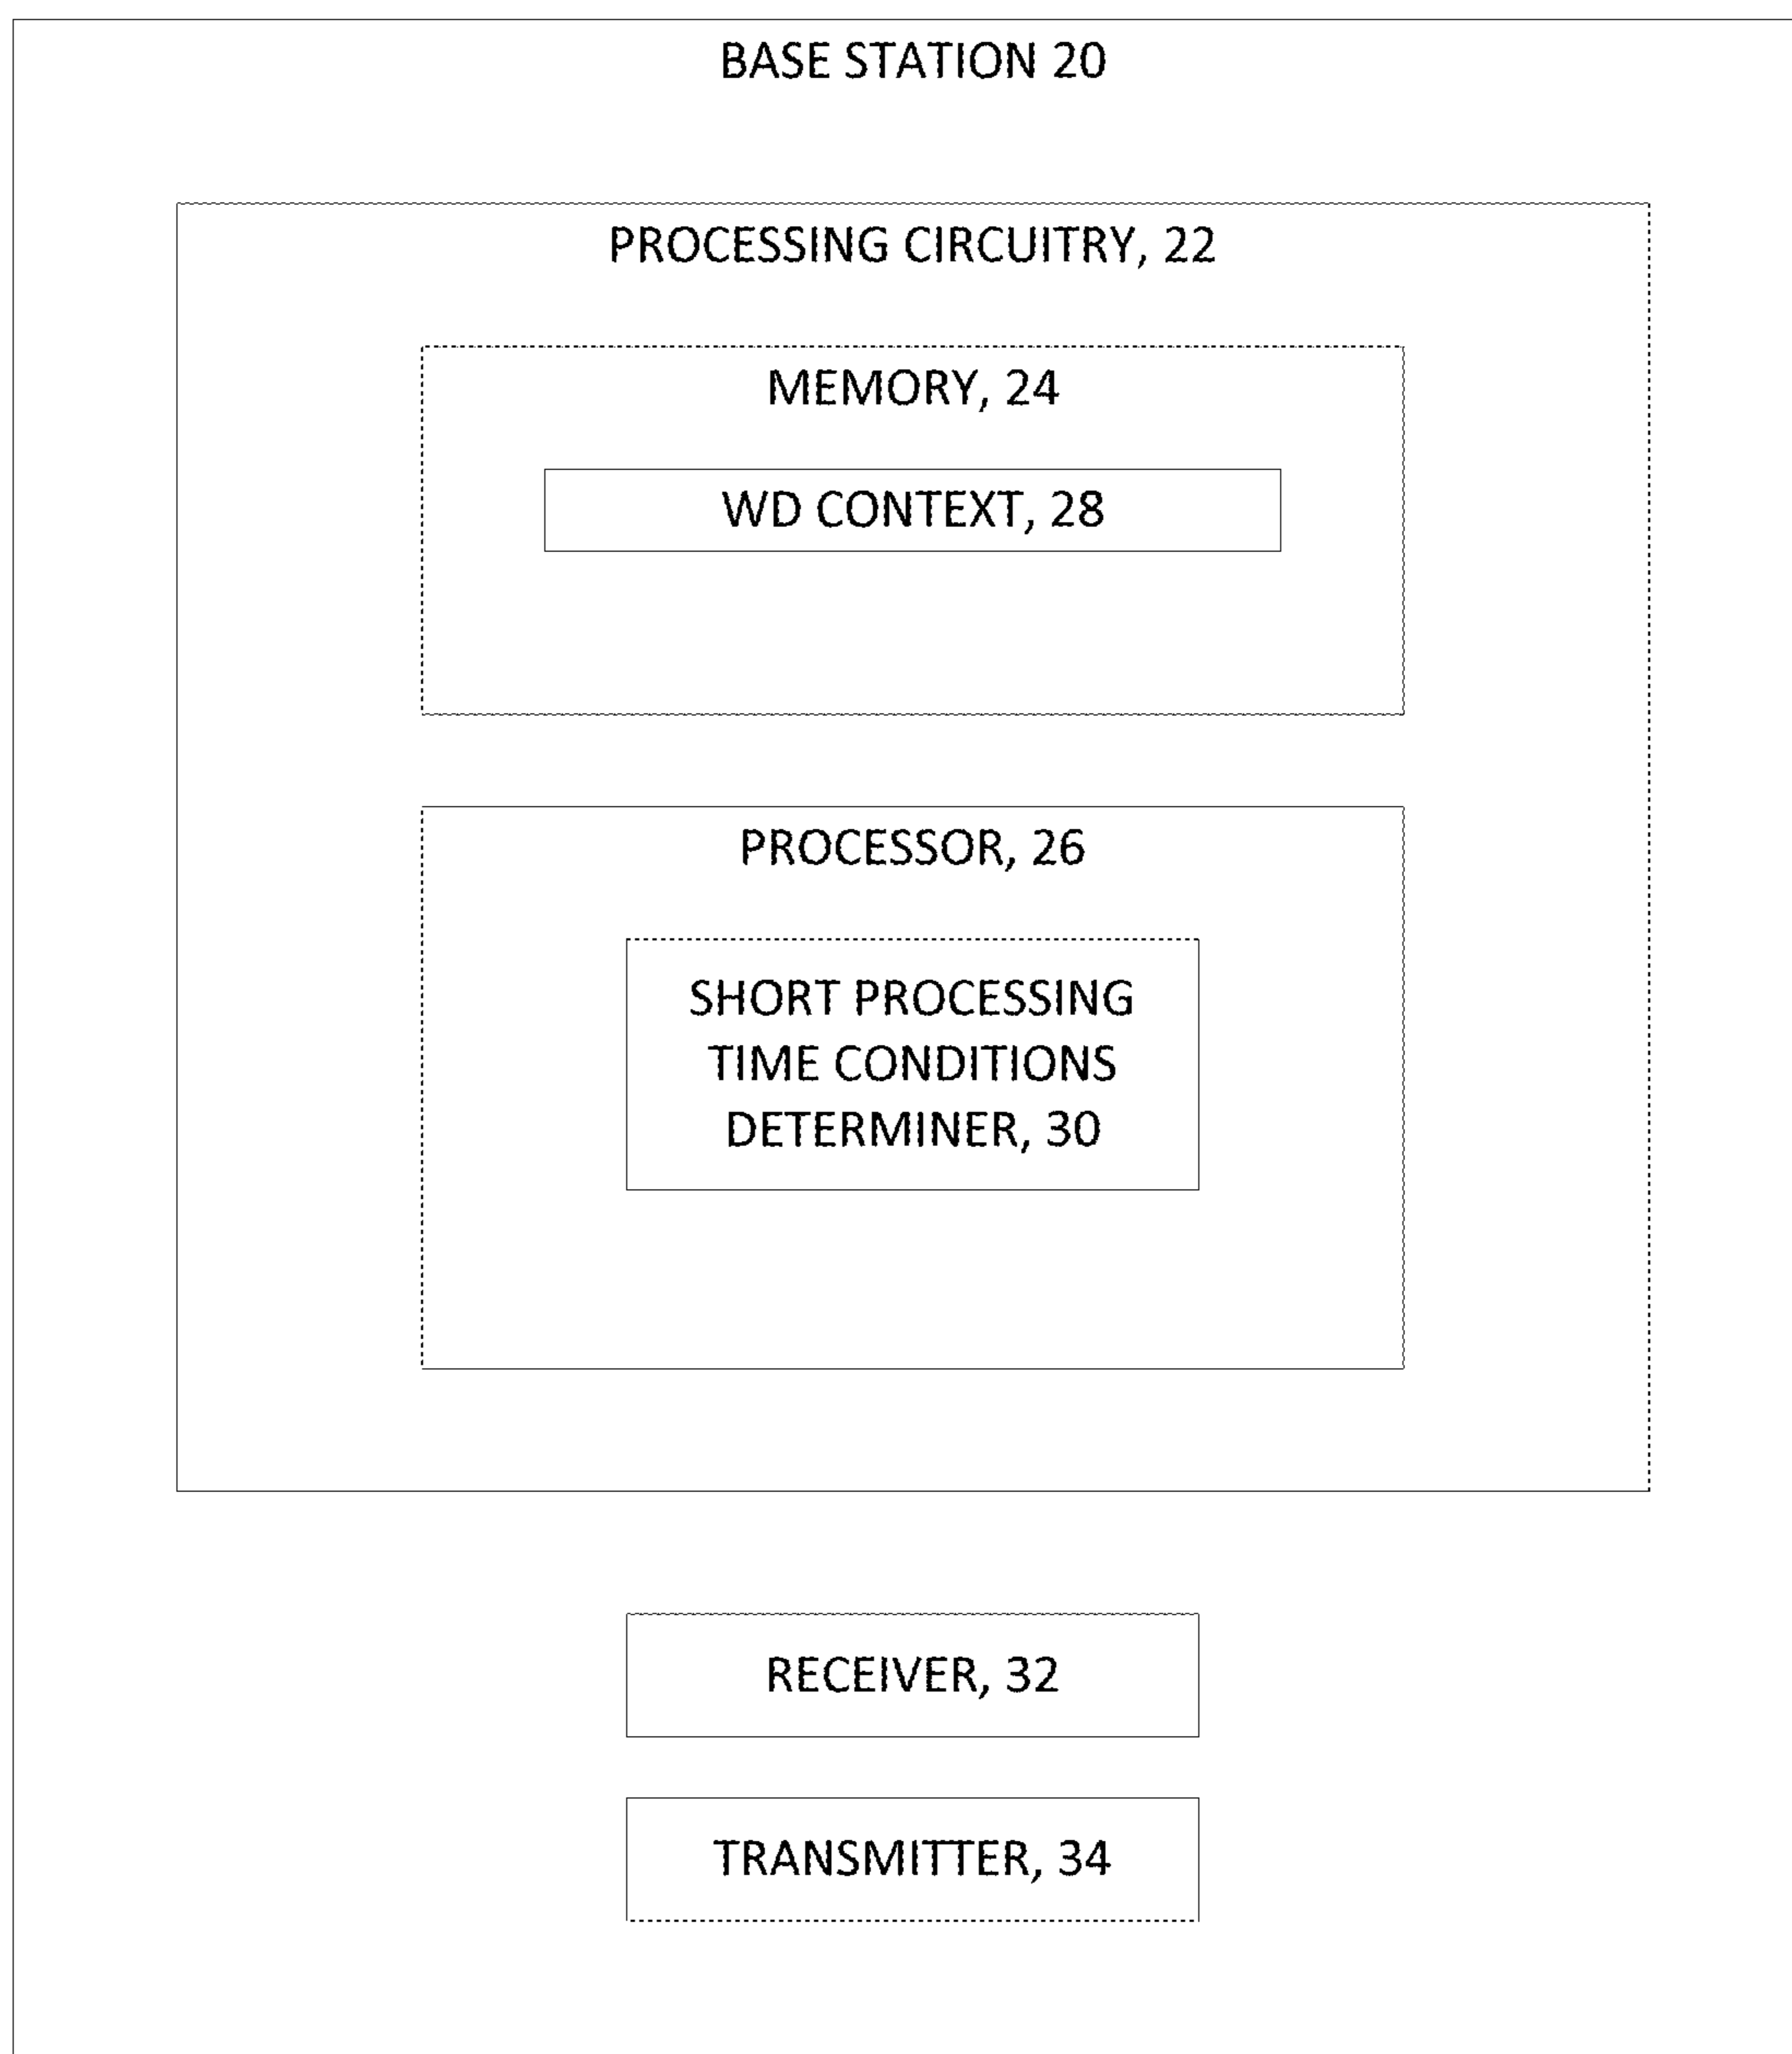 BASE STATION 20
PROCESSING CIRCUITRY, 22
MEMORY, 24
WD CONTEXT, 28
PROCESSOR, 26
SHORT PROCESSING
TIME CONDITIONS
DETERMINER, 30
RECEIVER, 32
TRANSMITTER, 34